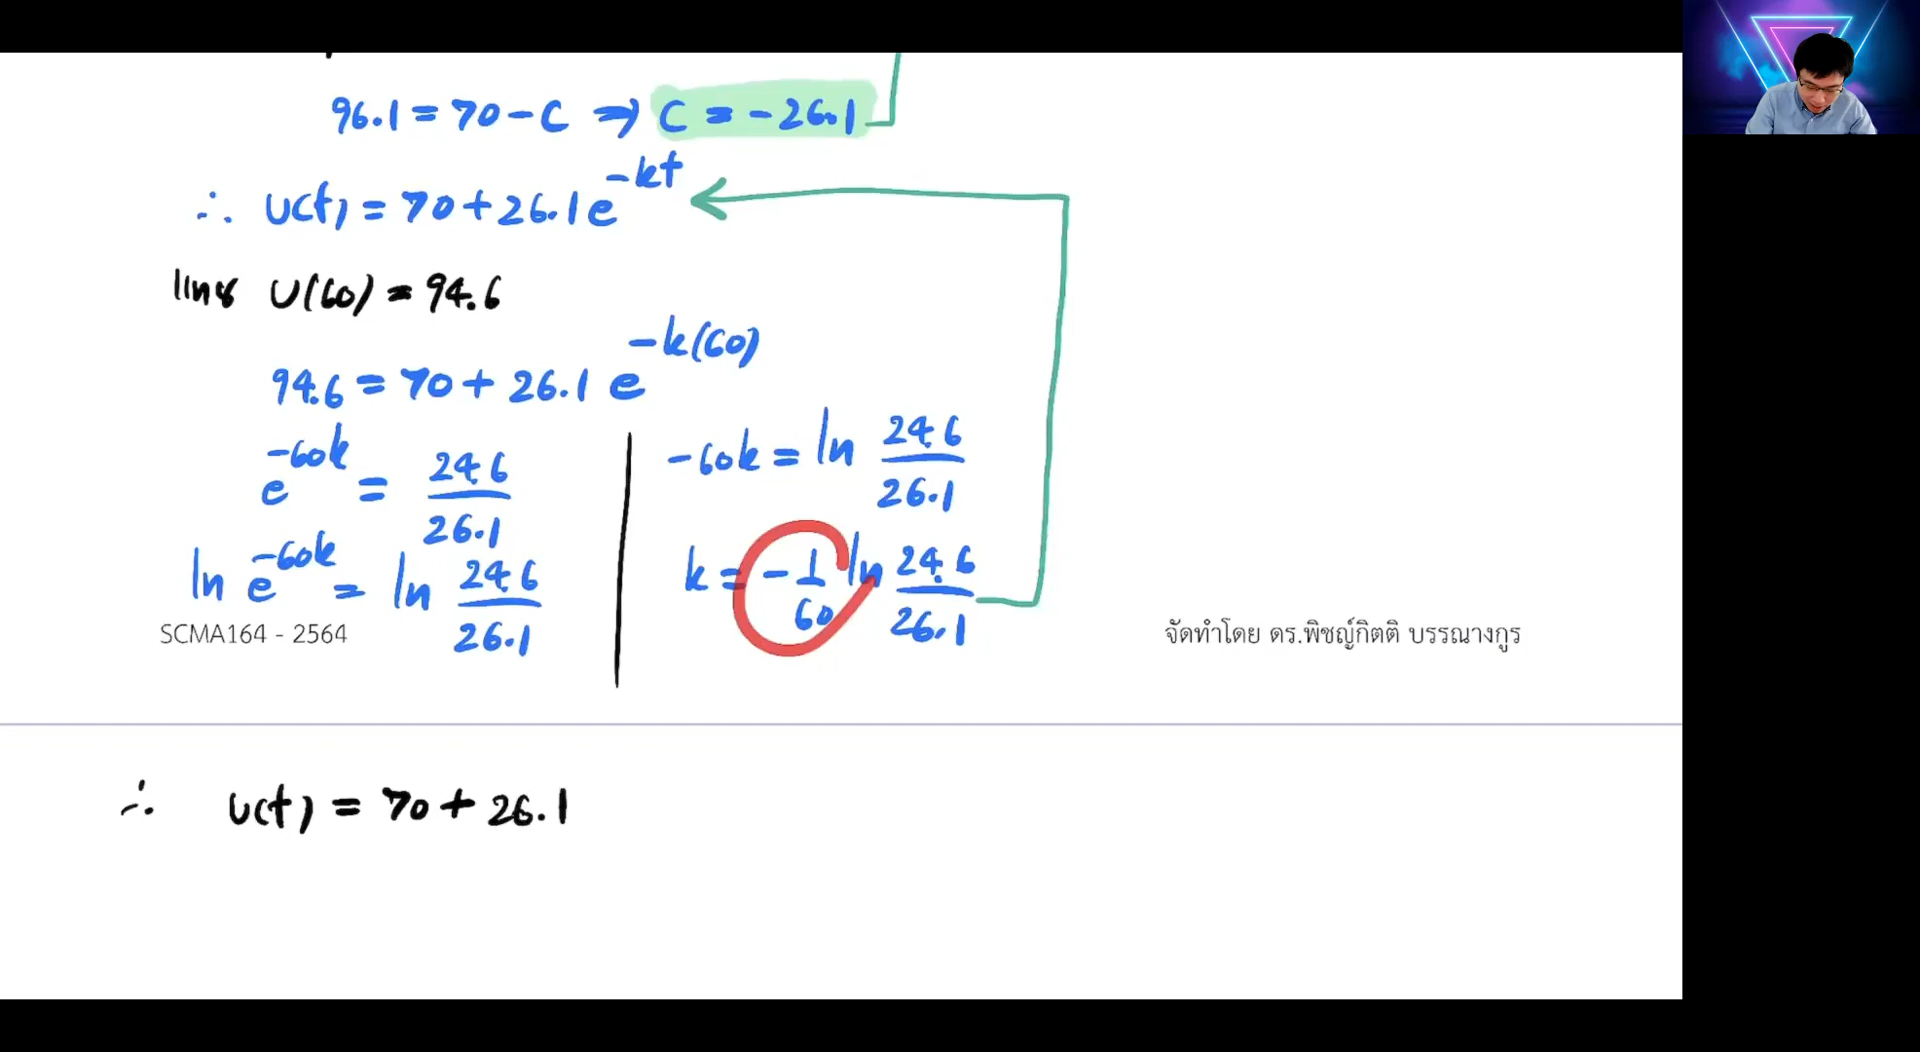 96.1 = 70 - C ⇒ C = -26.1
∴ u(t) = 70 + 26.1 e^{-kt}
และ u(60) = 94.6
94.6 = 70 + 26.1 e^{-k(60)}
e^{-60k} = 24.6/26.1
ln e^{-60k} = ln 24.6/26.1
-60k = ln 24.6/26.1
k = -1/60 ln 24.6/26.1
SCMA164 - 2564
จัดทำโดย ดร.พิชญ์กิตติ บรรณางกูร
∴ u(t) = 70 + 26.1